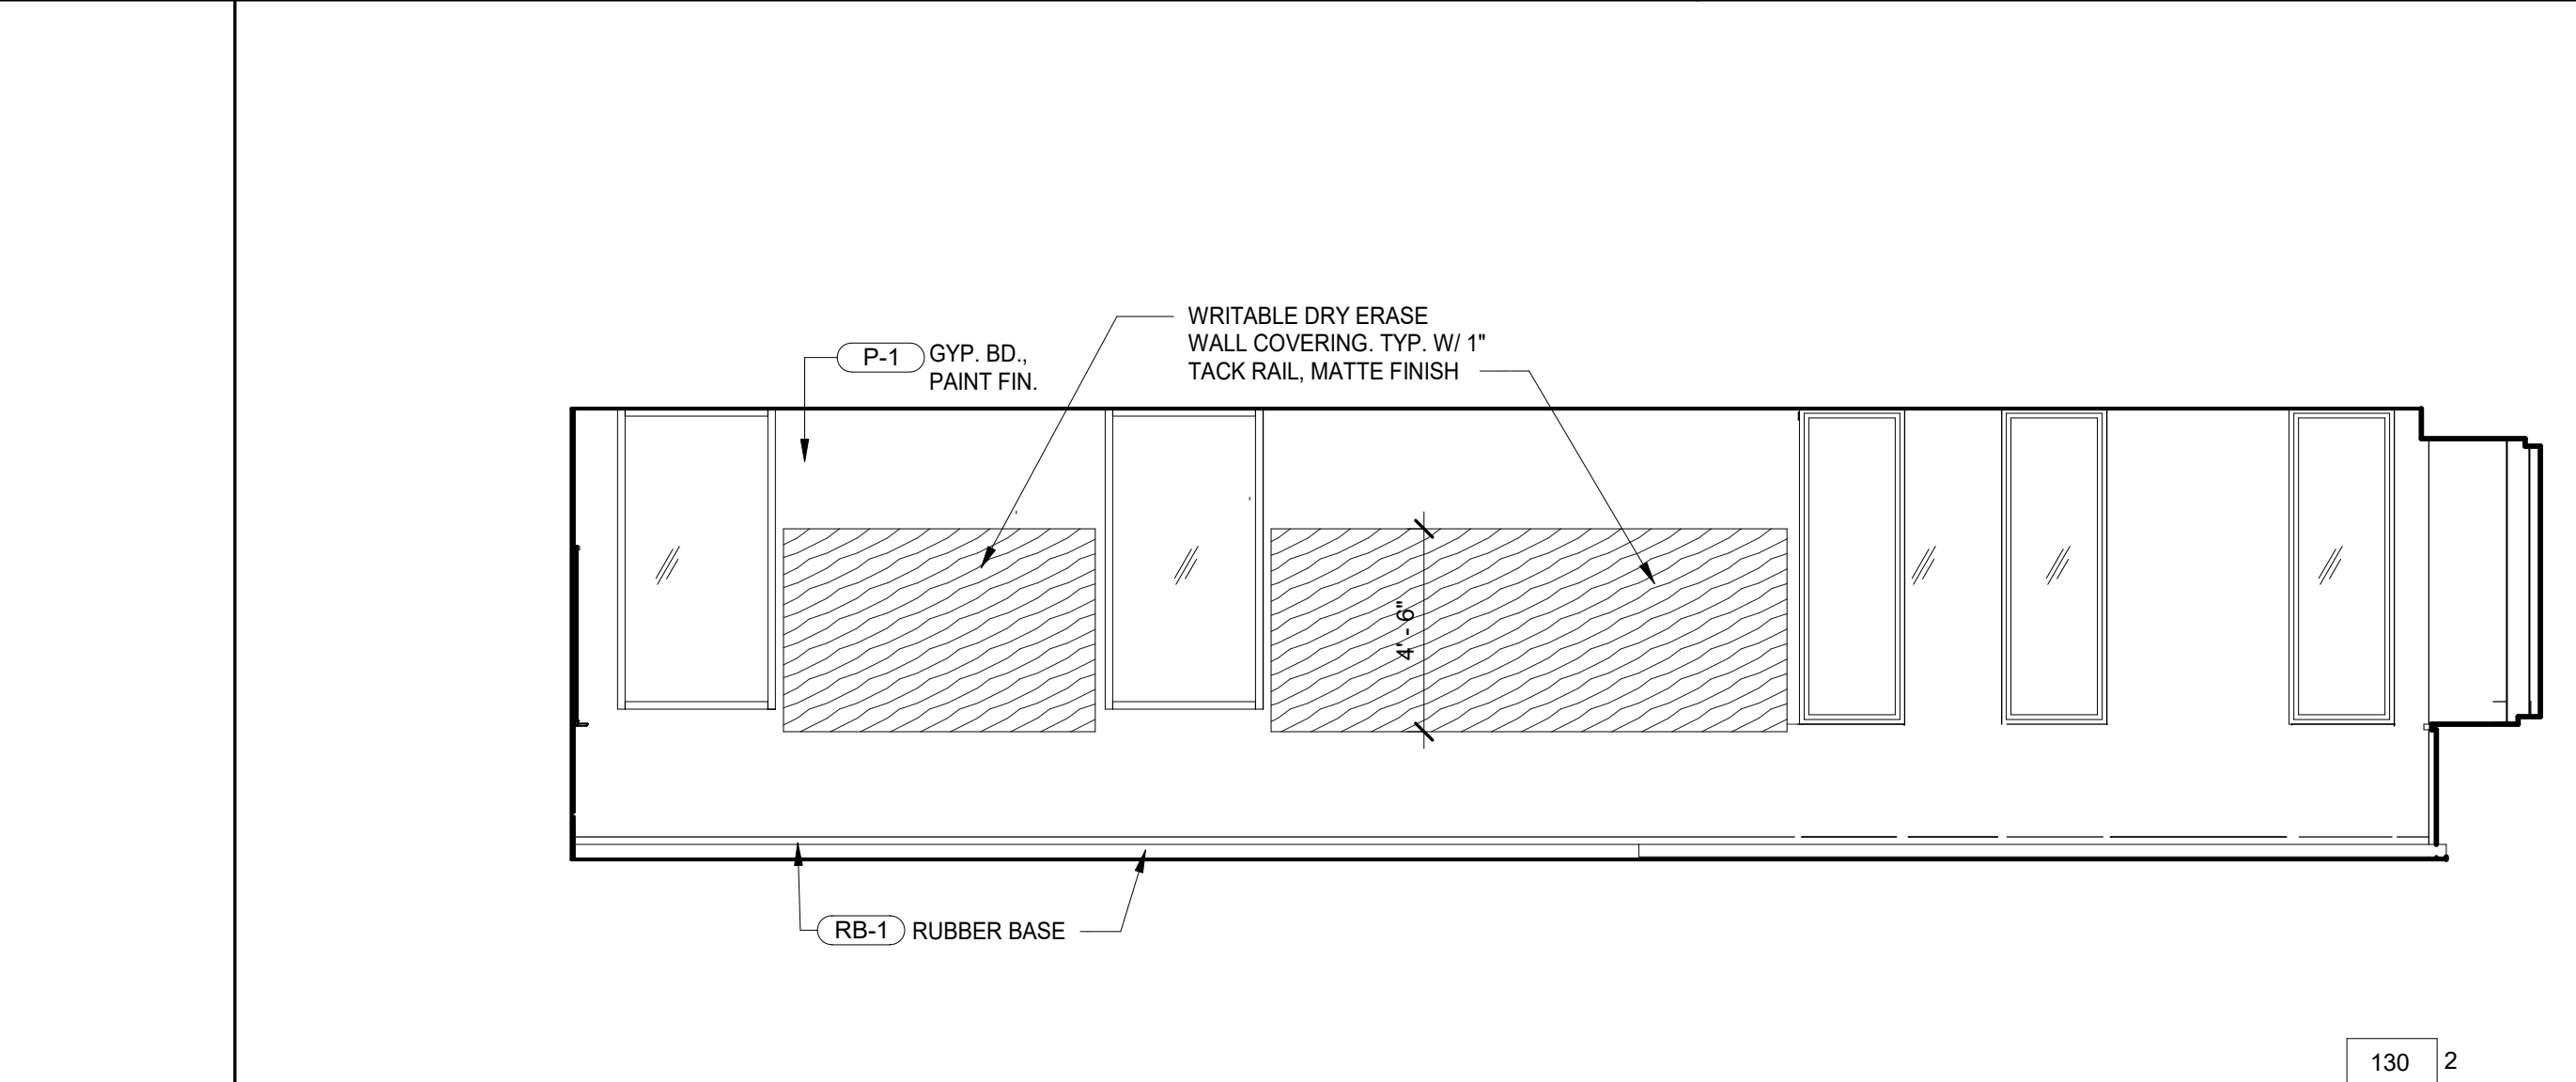 WRITABLE DRY ERASE
WALL COVERING. TYP. W/ 1"
TACK RAIL, MATTE FINISH
P-1 GYP. BD.,
PAINT FIN.
4' - 6"
RB-1 RUBBER BASE
130 2